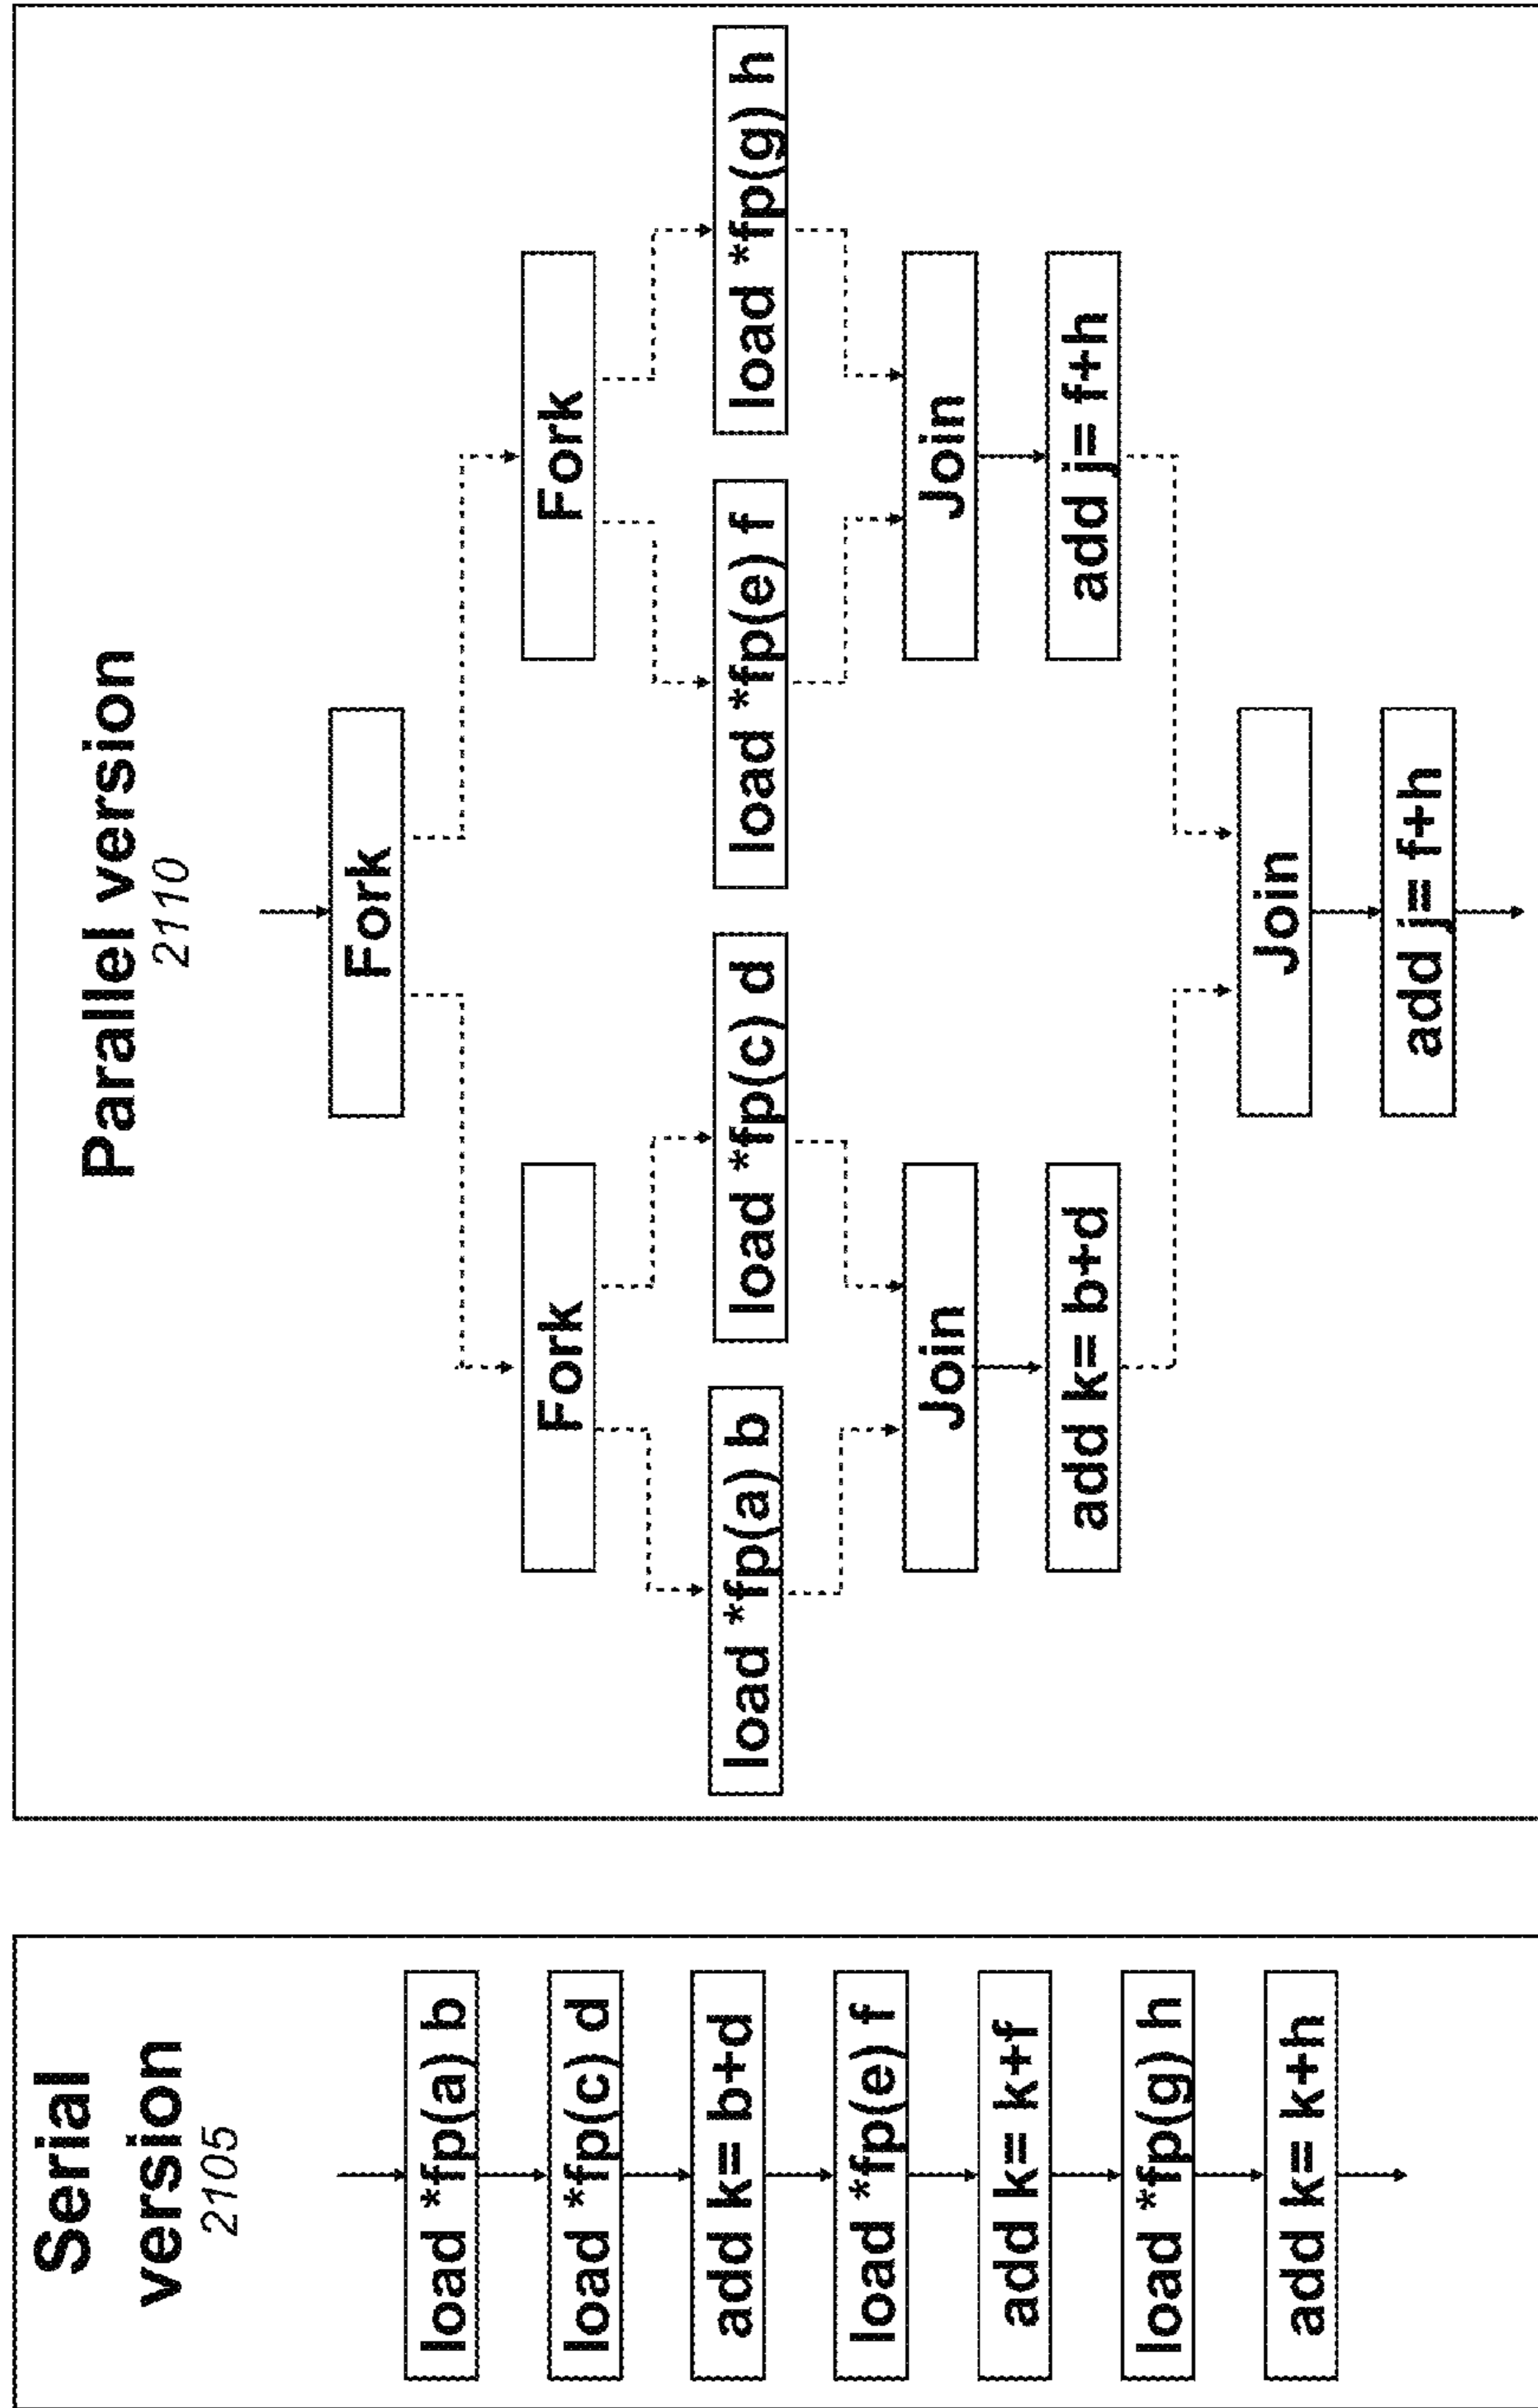 Serial
version
2105
load *fp(a) b
load *fp(c) d
add k= b+d
load *fp(e) f
add k= k+f
load *fp(g) h
add k= k+h
Parallel version
2110
Fork
Fork
Fork
load *fp(a) b
load *fp(c) d
load *fp(e) f
load *fp(g) h
Join
Join
add k= b+d
add j= f+h
Join
add j= f+h